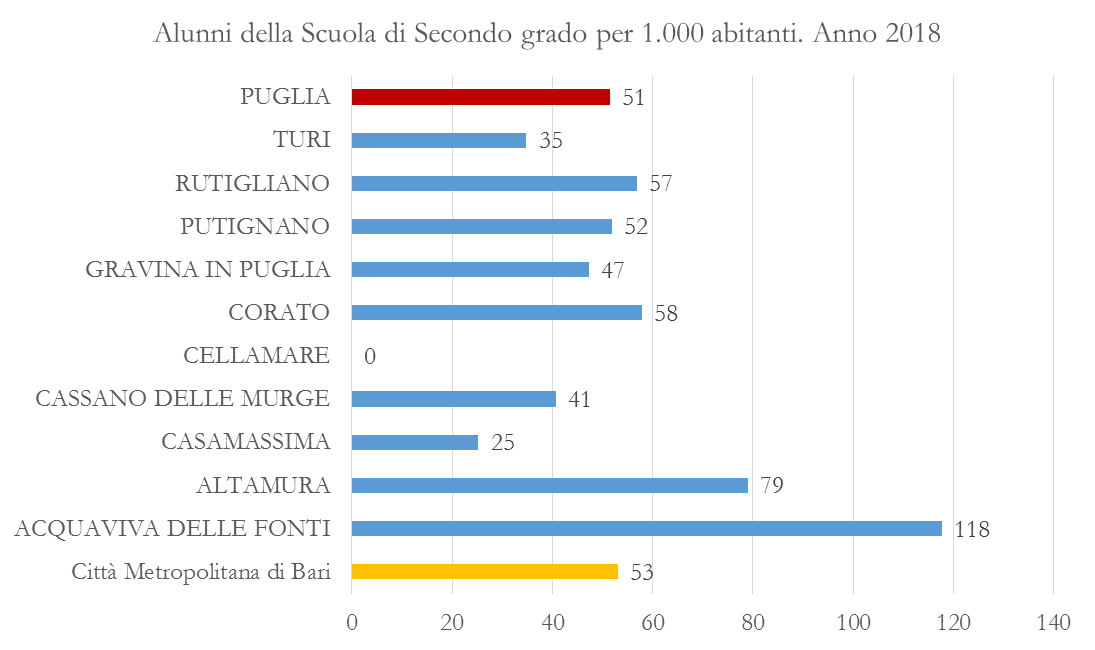 Alunni della Scuola di Secondo grado per 1.000 abitanti. Anno 2018
PUGLIA 51
TURI 35
RUTIGLIANO 57
PUTIGNANO 52
GRAVINA IN PUGLIA 47
CORATO 58
CELLAMARE 0
CASSANO DELLE MURGE 41
CASAMASSIMA 25
ALTAMURA 79
ACQUAVIVA DELLE FONTI 118
Città Metropolitana di Bari 53
0 20 40 60 80 100 120 140